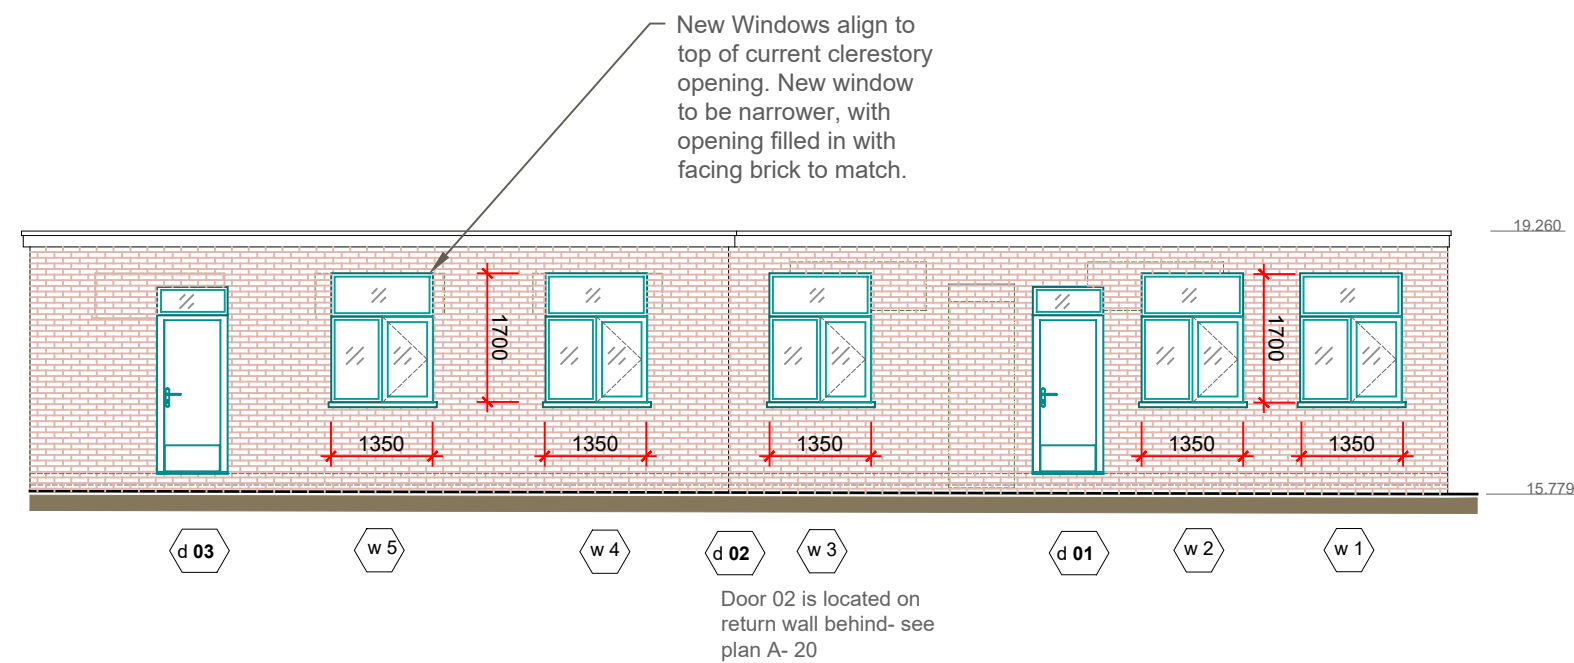 New Windows align to
top of current clerestory
opening. New window
to be narrower, with
opening filled in with
facing brick to match.
19.260
1700
1700
1350
1350
1350
1350
1350
15.779
d 03
w 5
w 4
d 02
w 3
d 01
w 2
w 1
Door 02 is located on
return wall behind- see
plan A- 20